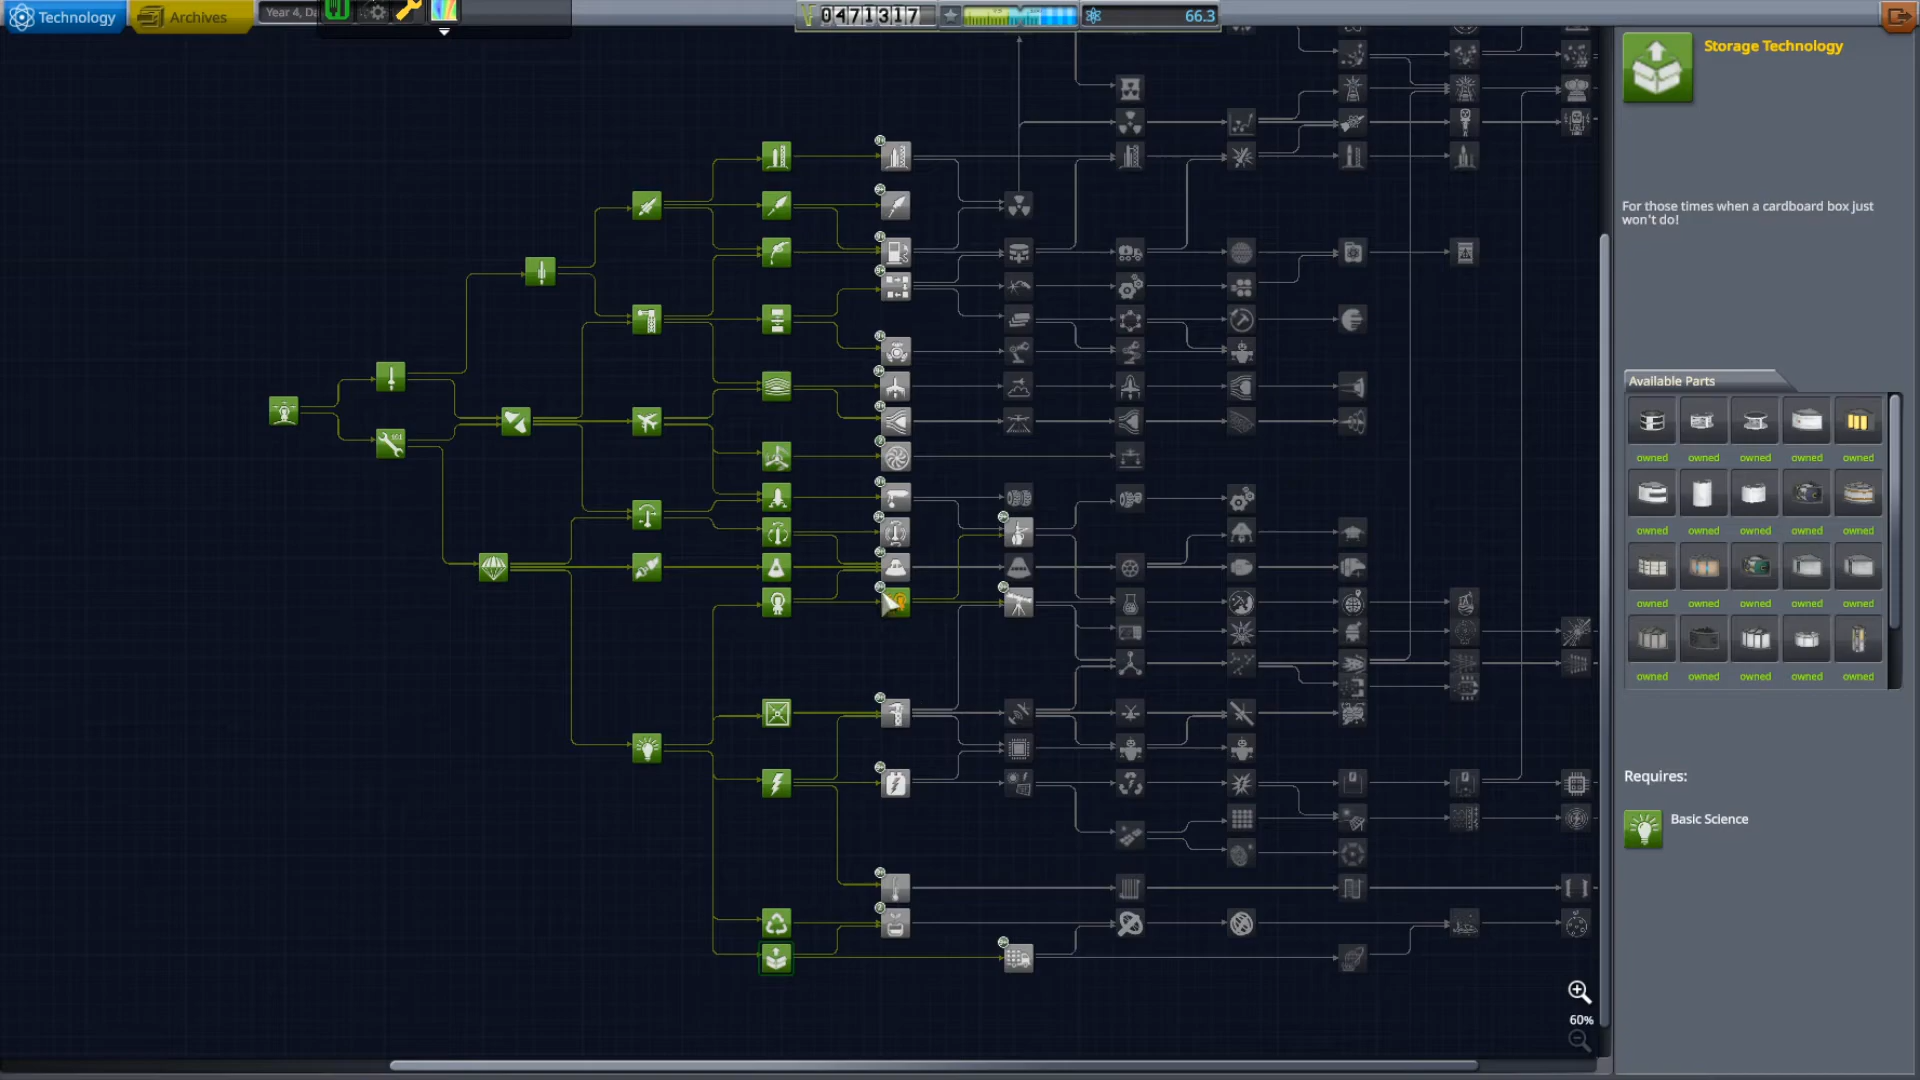 Technology
Archives
Year 4, Da
0471317
66.3
Storage Technology
For those times when a cardboard box just
won't do!
Available Parts
owned owned owned owned owned
owned owned owned owned owned
owned owned owned owned owned
owned owned owned owned owned
Requires:
Basic Science
60%